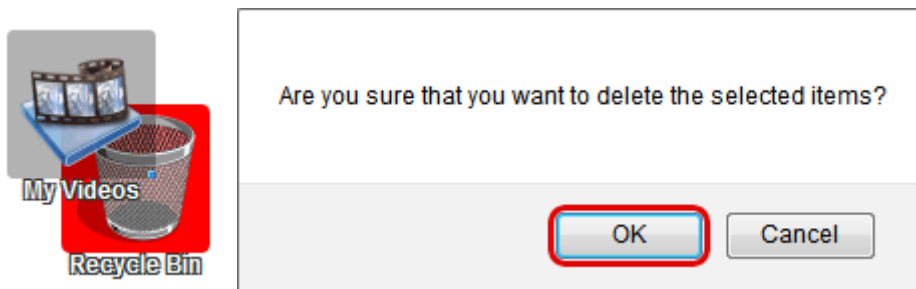 My Videos
Recycle Bin
Are you sure that you want to delete the selected items?
OK
Cancel